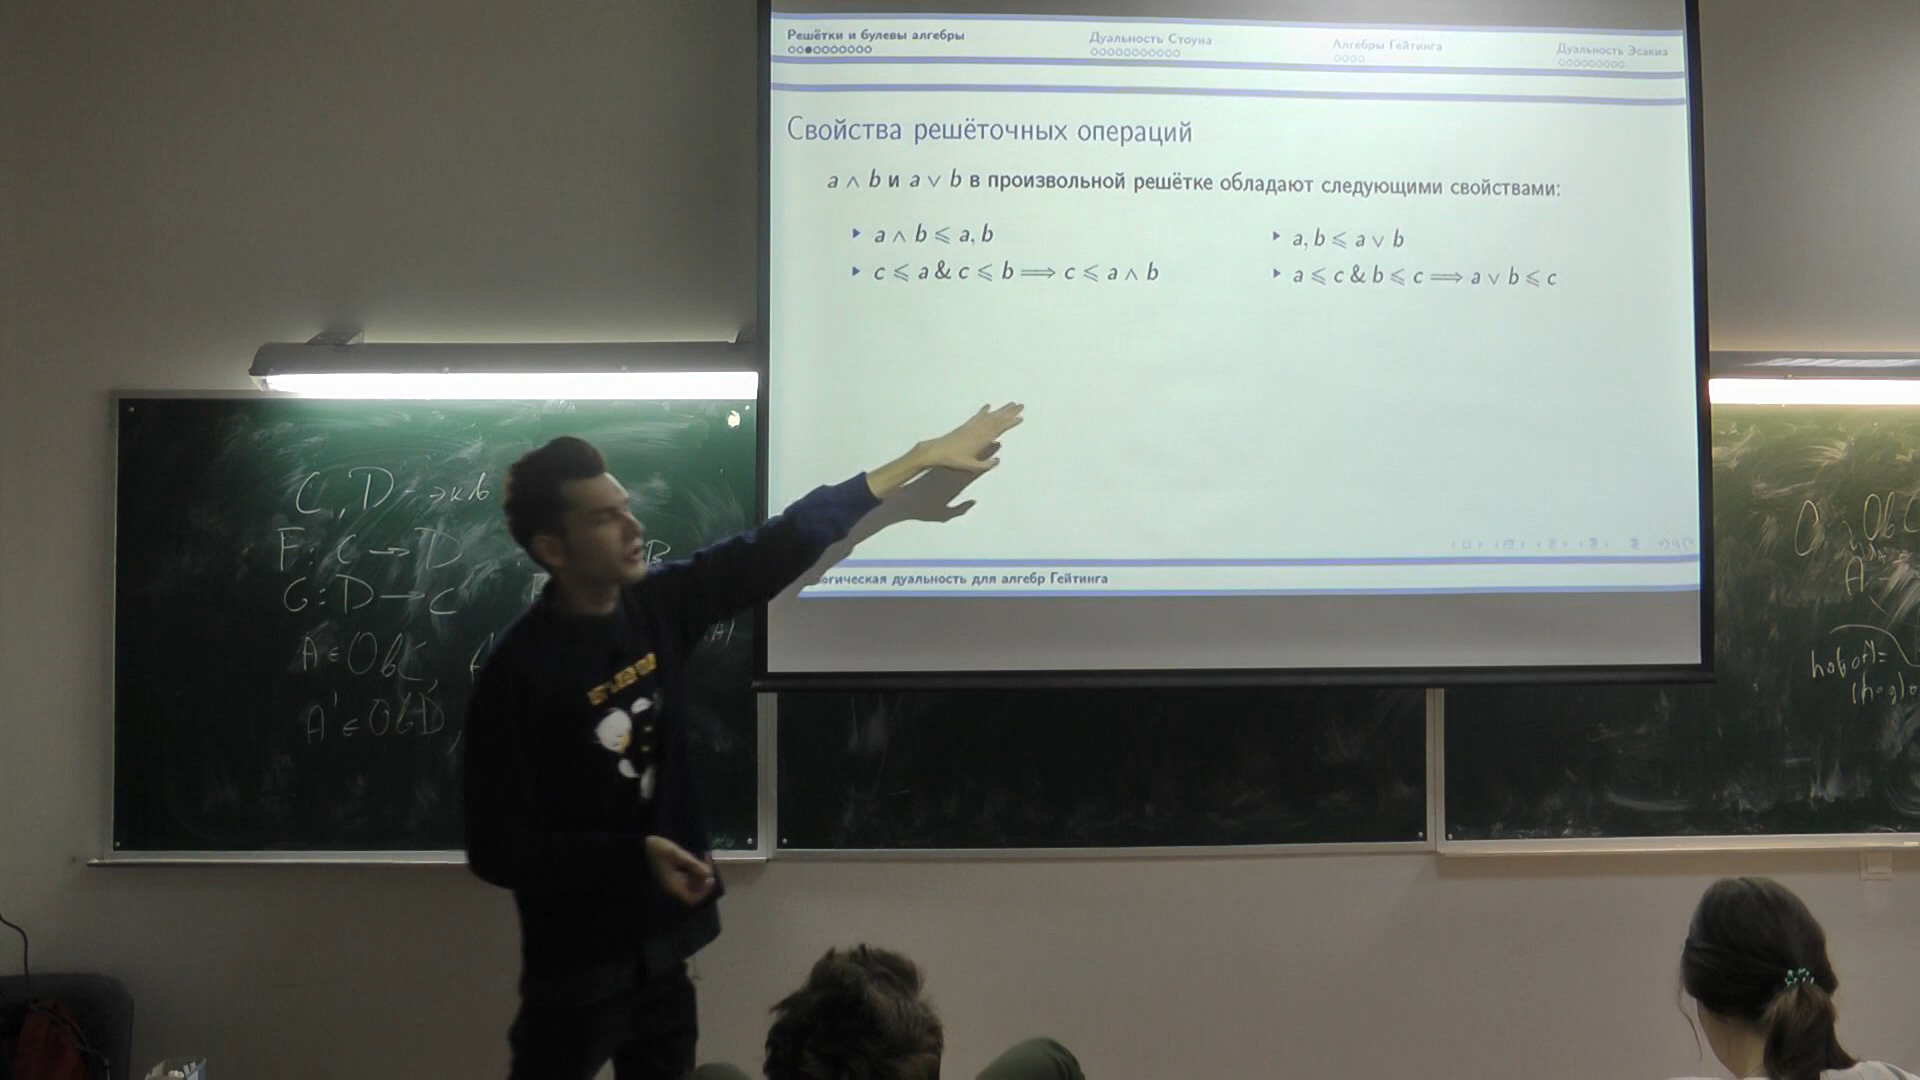 Решётки и булевы алгебры
Дуальность Стоуна
Алгебры Гейтинга
Дуальность Эсакиа
Свойства решёточных операций
a ∧ b и a ∨ b в произвольной решётке обладают следующими свойствами:
a ∧ b ⩽ a, b
c ⩽ a & c ⩽ b ⟹ c ⩽ a ∧ b
a, b ⩽ a ∨ b
a ⩽ c & b ⩽ c ⟹ a ∨ b ⩽ c
дуальность для алгебр Гейтинга
C, D
F: C → D
G: D → C
A ∈ Ob C,
A' ∈ Ob D,